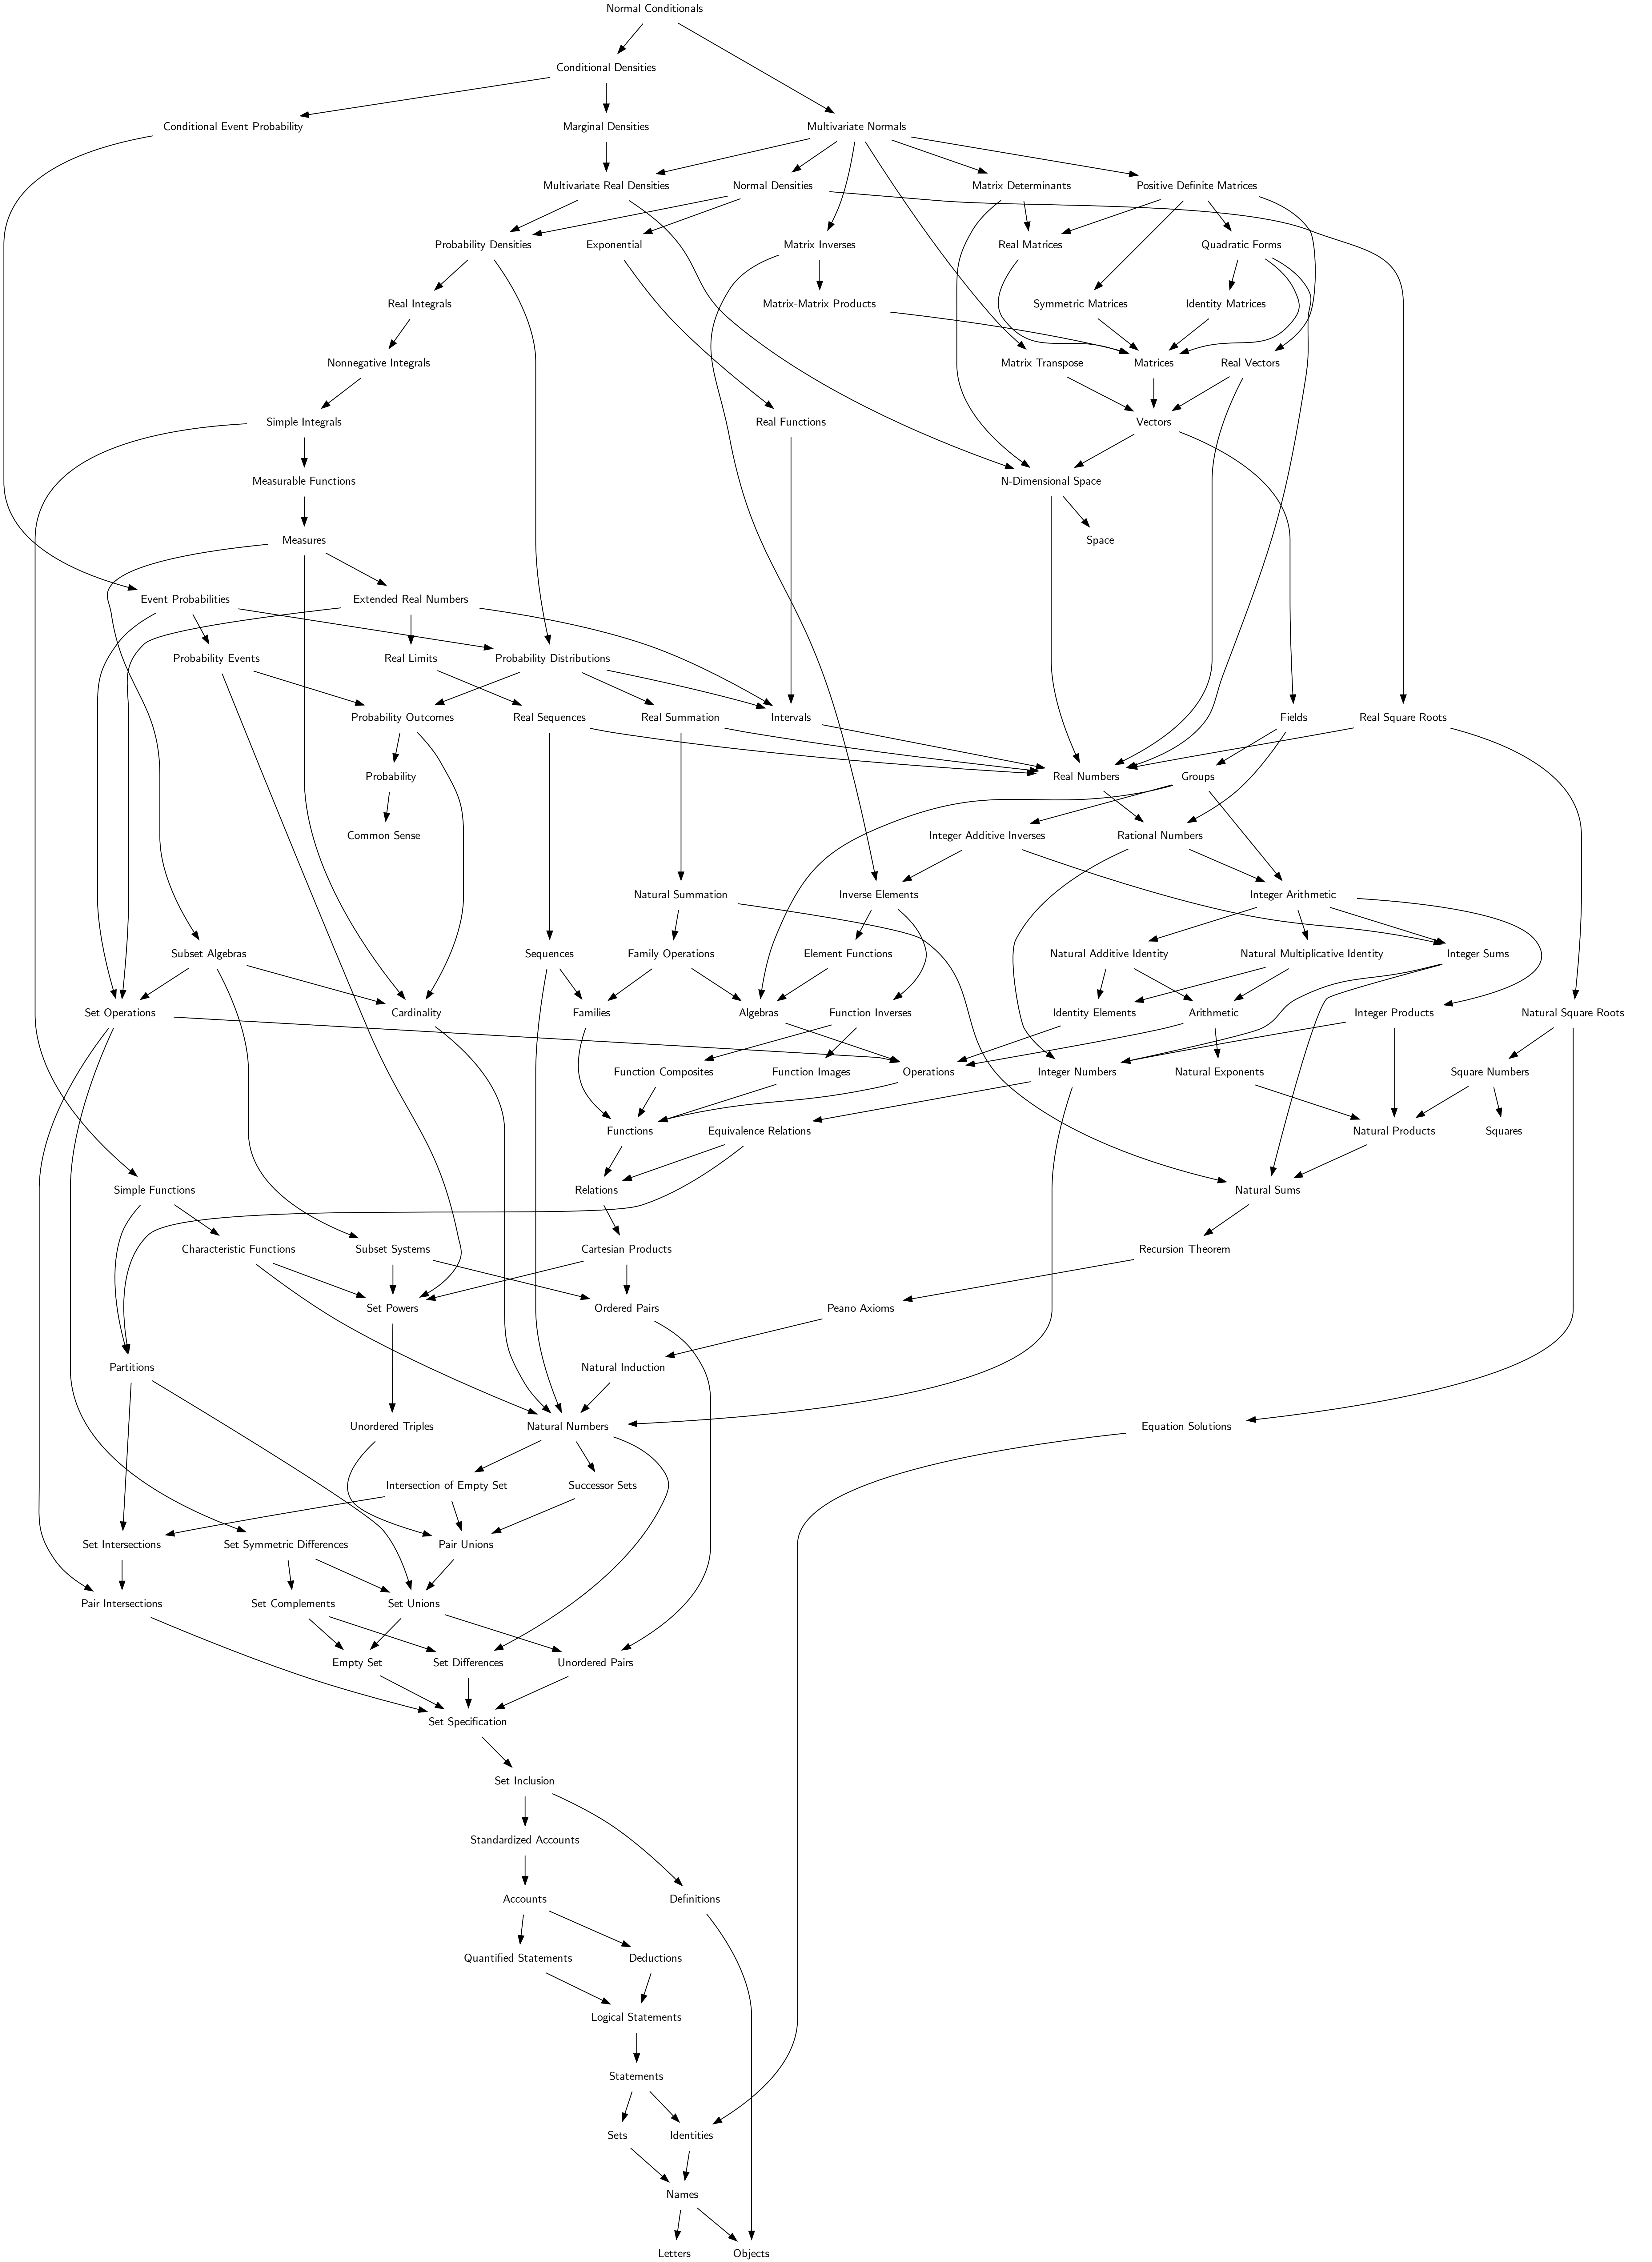 Normal Conditionals
Conditional Densities
Conditional Event Probability
Marginal Densities
Multivariate Normals
Multivariate Real Densities
Normal Densities
Matrix Determinants
Positive Definite Matrices
Probability Densities
Exponential
Matrix Inverses
Real Matrices
Quadratic Forms
Real Integrals
Matrix-Matrix Products
Symmetric Matrices
Identity Matrices
Nonnegative Integrals
Matrix Transpose
Matrices
Real Vectors
Simple Integrals
Real Functions
Vectors
Measurable Functions
N-Dimensional Space
Measures
Space
Event Probabilities
Extended Real Numbers
Probability Events
Real Limits
Probability Distributions
Probability Outcomes
Real Sequences
Real Summation
Intervals
Fields
Real Square Roots
Probability
Real Numbers
Groups
Common Sense
Integer Additive Inverses
Rational Numbers
Natural Summation
Inverse Elements
Integer Arithmetic
Subset Algebras
Sequences
Family Operations
Element Functions
Natural Additive Identity
Natural Multiplicative Identity
Integer Sums
Set Operations
Cardinality
Families
Algebras
Function Inverses
Identity Elements
Arithmetic
Integer Products
Natural Square Roots
Function Composites
Function Images
Operations
Integer Numbers
Natural Exponents
Square Numbers
Functions
Equivalence Relations
Natural Products
Squares
Simple Functions
Relations
Natural Sums
Characteristic Functions
Subset Systems
Cartesian Products
Recursion Theorem
Set Powers
Ordered Pairs
Peano Axioms
Partitions
Natural Induction
Unordered Triples
Natural Numbers
Equation Solutions
Intersection of Empty Set
Successor Sets
Set Intersections
Set Symmetric Differences
Pair Unions
Pair Intersections
Set Complements
Set Unions
Empty Set
Set Differences
Unordered Pairs
Set Specification
Set Inclusion
Standardized Accounts
Accounts
Definitions
Quantified Statements
Deductions
Logical Statements
Statements
Sets
Identities
Names
Letters
Objects